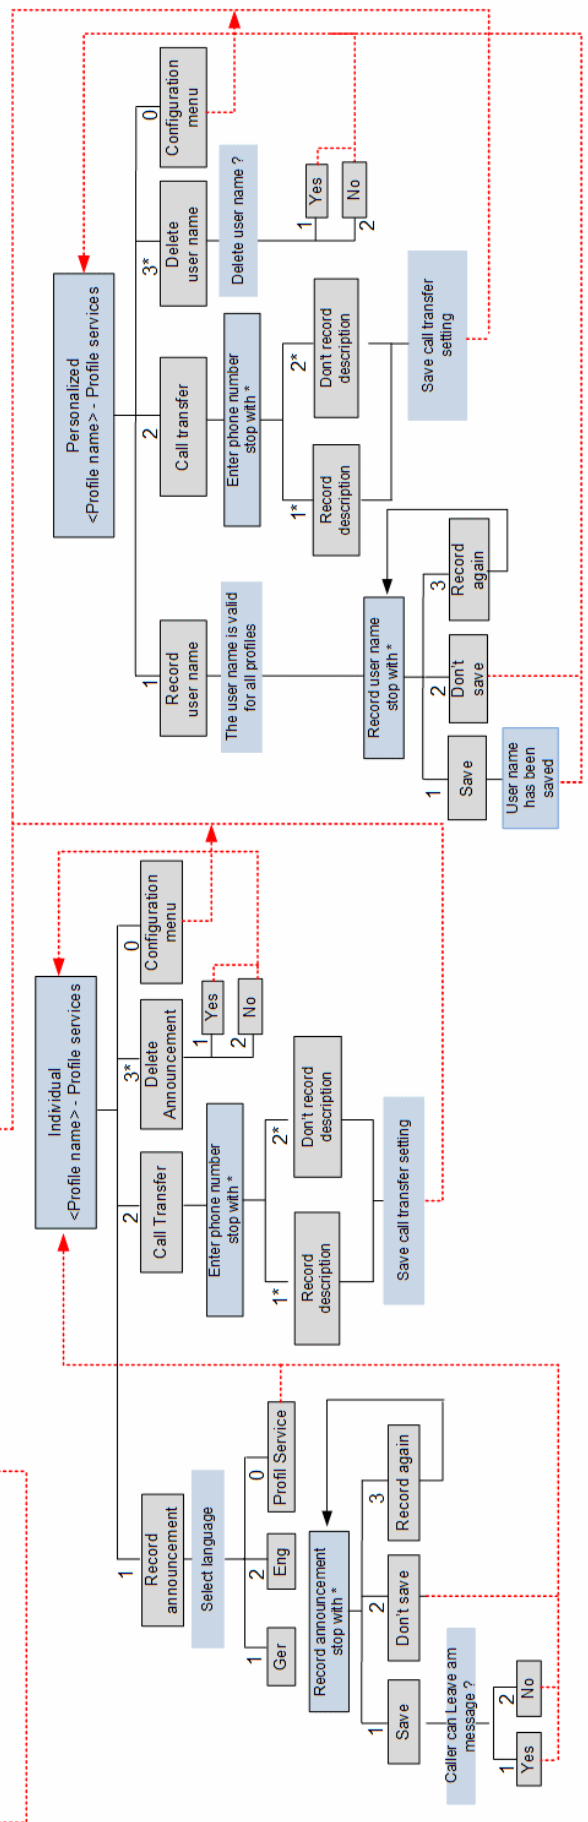 Individual
<Profile name> - Profile services
1
Record
announcement
2
Call Transfer
3*
Delete
Announcement
0
Configuration
menu
Select language
1
Ger
2
Eng
0
Profil Service
Record announcement
stop with *
1
Save
2
Don't save
3
Record again
Caller can Leave am
message ?
1
Yes
2
No
Enter phone number
stop with *
1*
Record
description
2*
Don't record
description
Save call transfer setting
1
Yes
2
No
Personalized
<Profile name> - Profile services
1
Record
user name
2
Call transfer
3*
Delete
user name
0
Configuration
menu
The user name is valid
for all profiles
Record user name
stop with *
1
Save
2
Don't
save
3
Record
again
User name
has been
saved
Enter phone number
stop with *
1*
Record
description
2*
Don't record
description
Save call transfer
setting
Delete user name ?
1
Yes
2
No